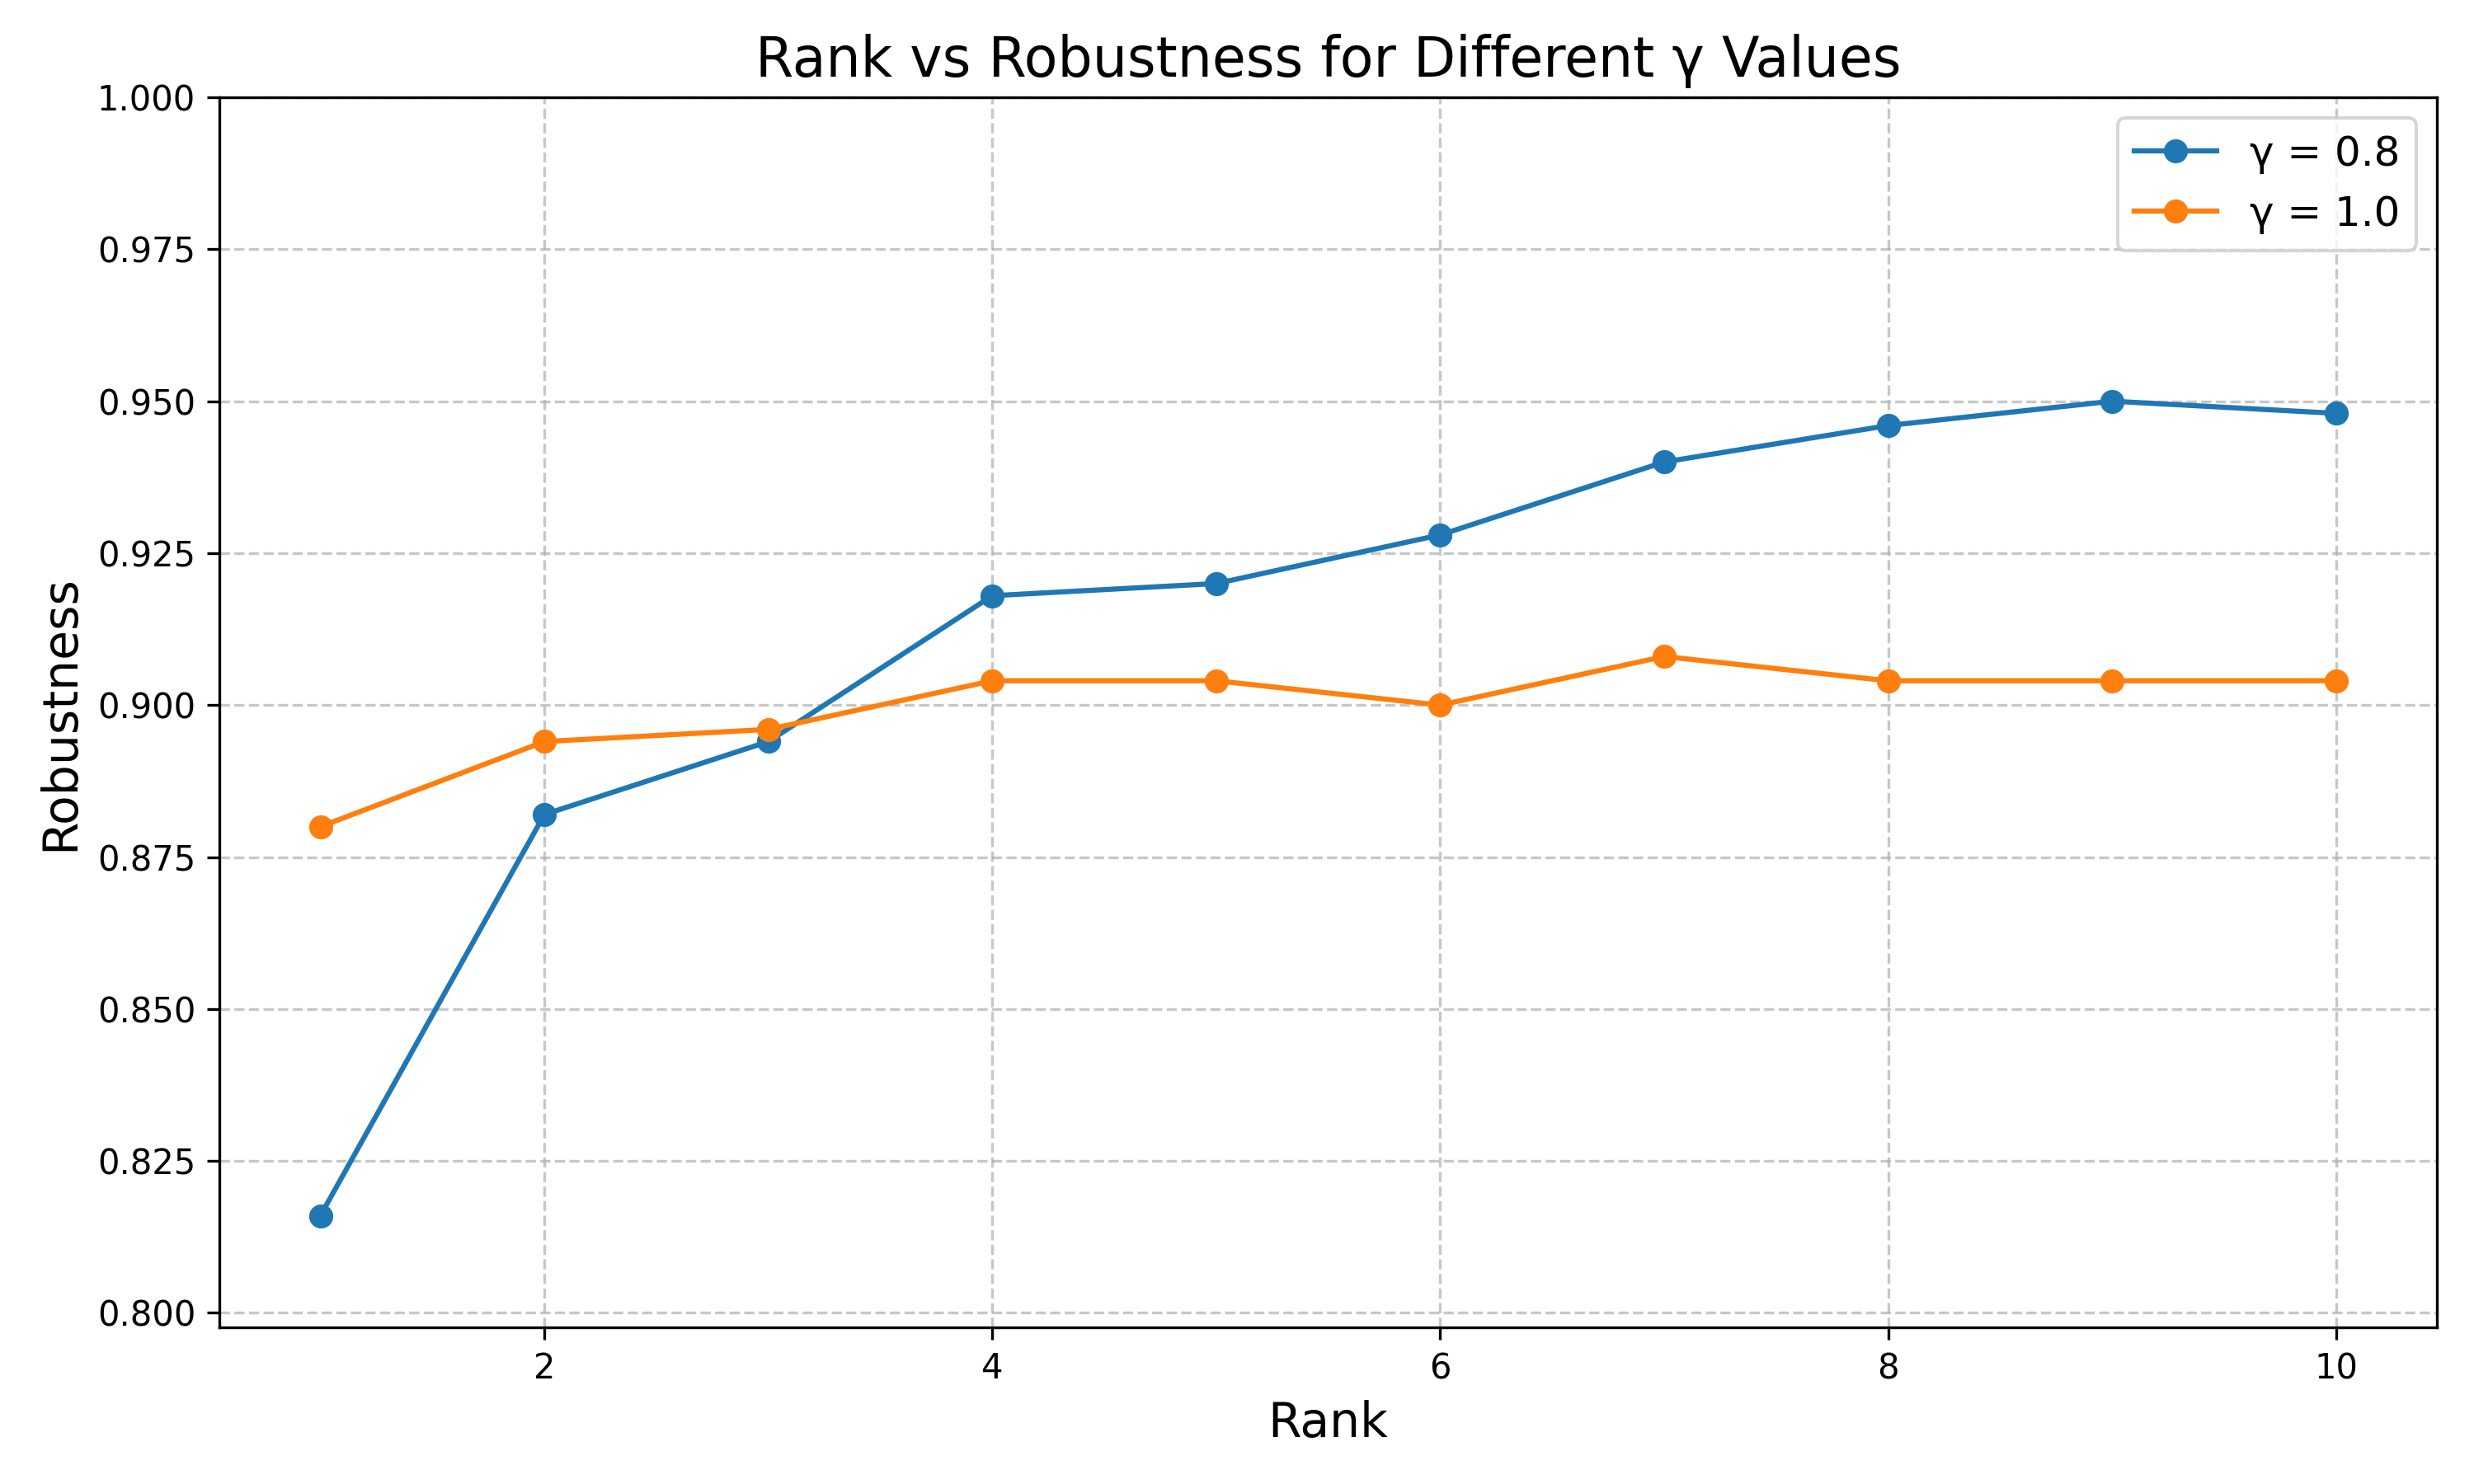 Rank vs Robustness for Different γ Values
1.000
0.975
0.950
0.925
0.900
0.875
0.850
0.825
0.800
Robustness
γ = 0.8
γ = 1.0
2 4 6 8 10
Rank